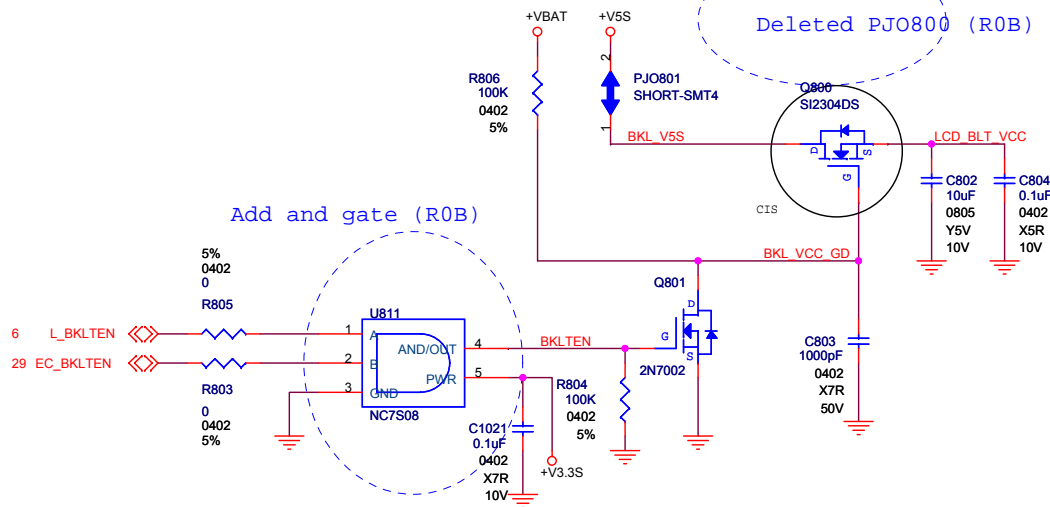 Deleted PJO800 (R0B)
+VBAT
+V5S
R806
100K
0402
5%
2
PJO801
SHORT-SMT4
1
BKL_V5S
Q800
SI2304DS
D
S
G
CIS
LCD_BLT_VCC
C802
10uF
0805
Y5V
10V
C804
0.1uF
0402
X5R
10V
Add and gate (R0B)
BKL_VCC_GD
5%
0402
0
R805
6 L_BKLTEN
29 EC_BKLTEN
R803
0
0402
5%
U811
1 A
2 B
3 GND
AND/OUT 4
PWR 5
NC7S08
BKLTEN
Q801
D
G
S
2N7002
R804
100K
0402
5%
C1021
0.1uF
0402
X7R
10V
+V3.3S
C803
1000pF
0402
X7R
50V